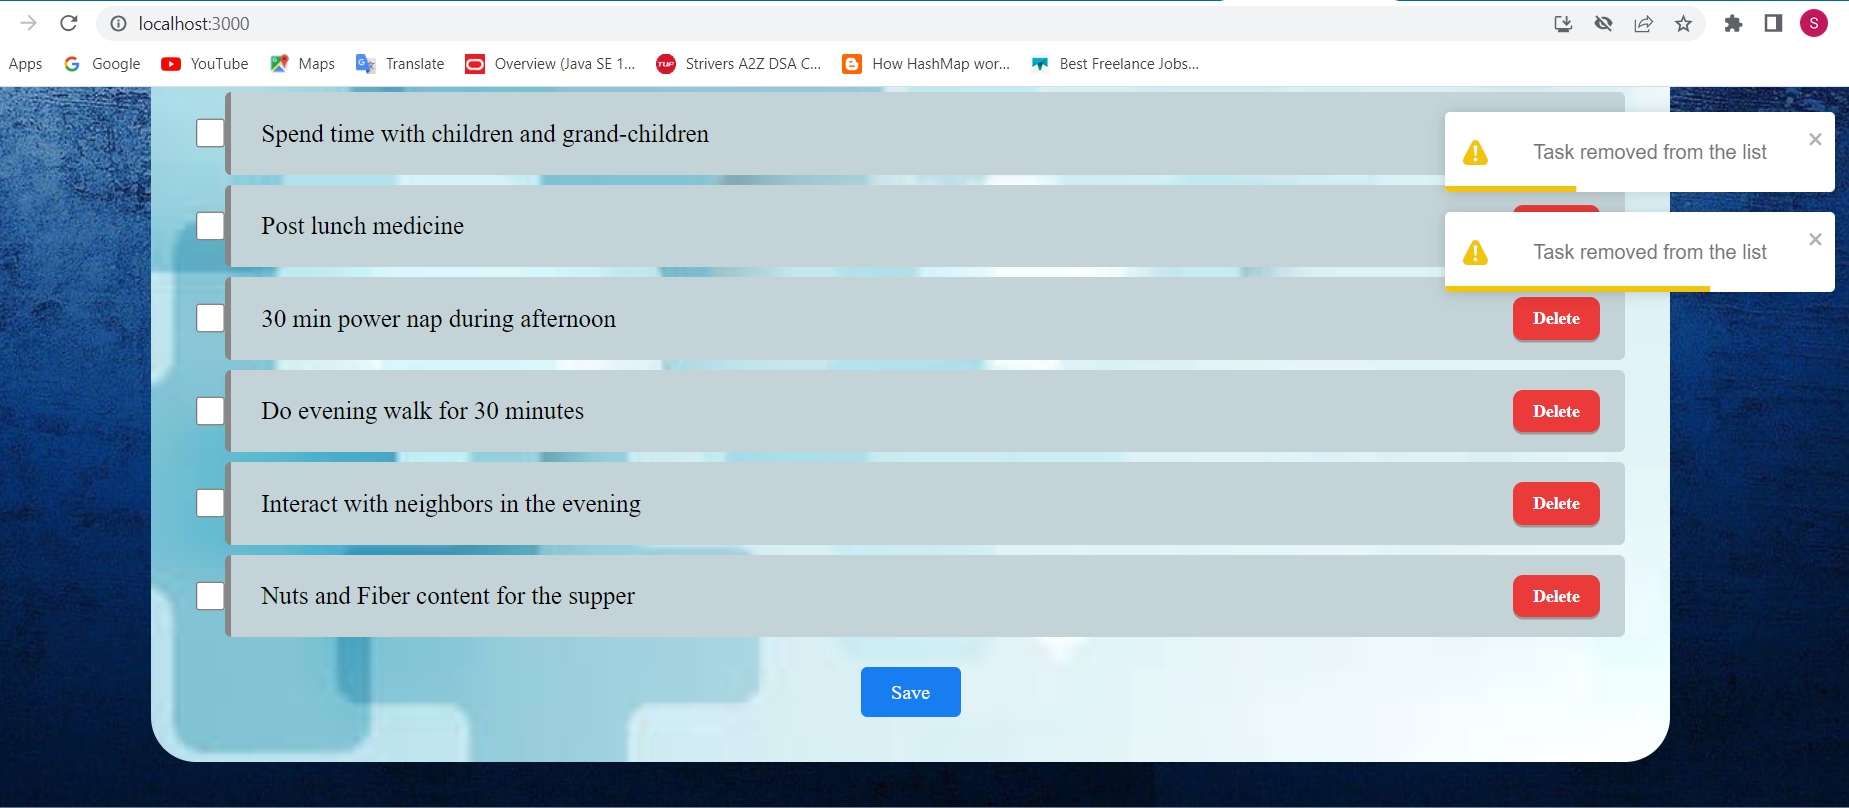 localhost:3000
S
Apps Google YouTube Maps Translate Overview (Java SE 1... TUF Strivers A2Z DSA C... How HashMap wor... Best Freelance Jobs...
Spend time with children and grand-children
Task removed from the list
Post lunch medicine
Task removed from the list
30 min power nap during afternoon Delete
Do evening walk for 30 minutes Delete
Interact with neighbors in the evening Delete
Nuts and Fiber content for the supper Delete
Save